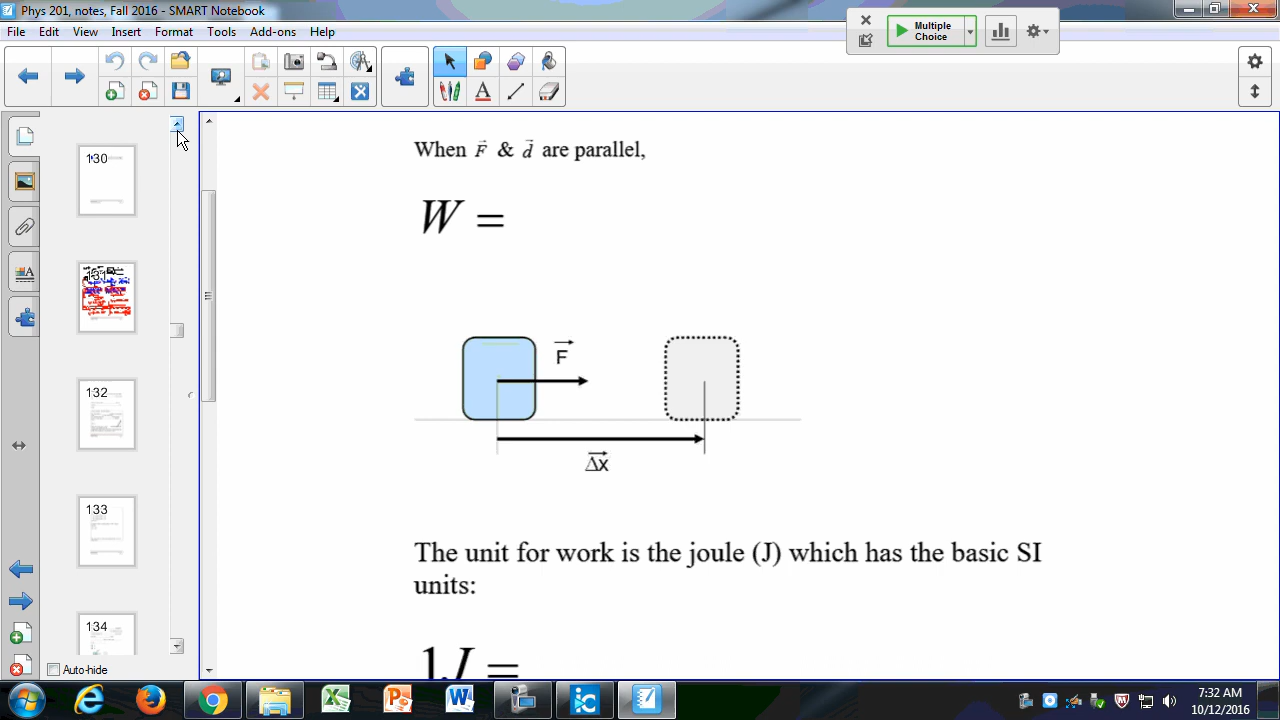 Phys 201, notes, Fall 2016 - SMART Notebook
File Edit View Insert Format Tools Add-ons Help
Multiple
Choice
130
131
132
133
134
Auto-hide
When F⃗ & d⃗ are parallel,
W =
F⃗
Δx⃗
The unit for work is the joule (J) which has the basic SI
units:
1J =
7:32 AM
10/12/2016